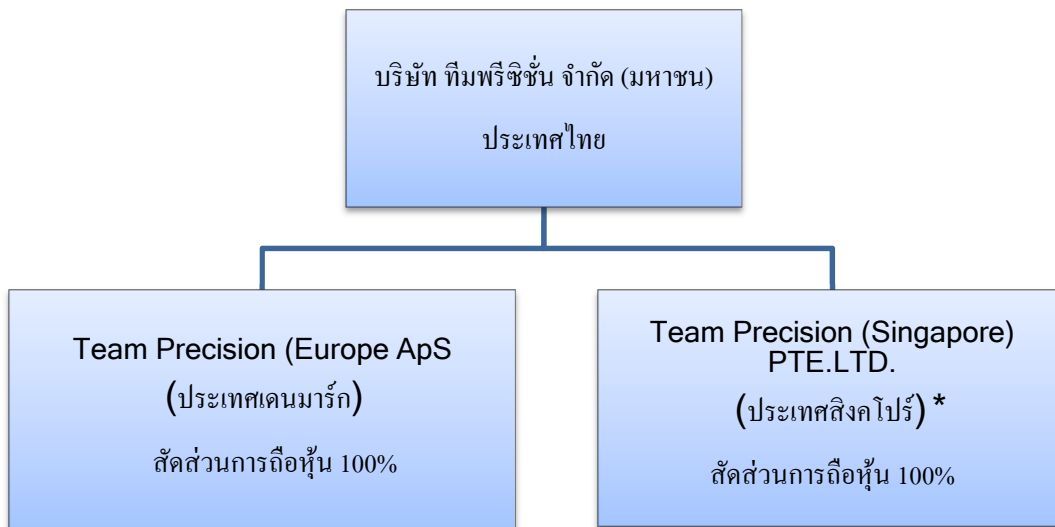 บริษัท ทีมพรีซิชั่น จำกัด (มหาชน)
ประเทศไทย
Team Precision (Europe ApS
(ประเทศเดนมาร์ก)
สัดส่วนการถือหุ้น 100%
Team Precision (Singapore)
PTE.LTD.
(ประเทศสิงคโปร์) *
สัดส่วนการถือหุ้น 100%